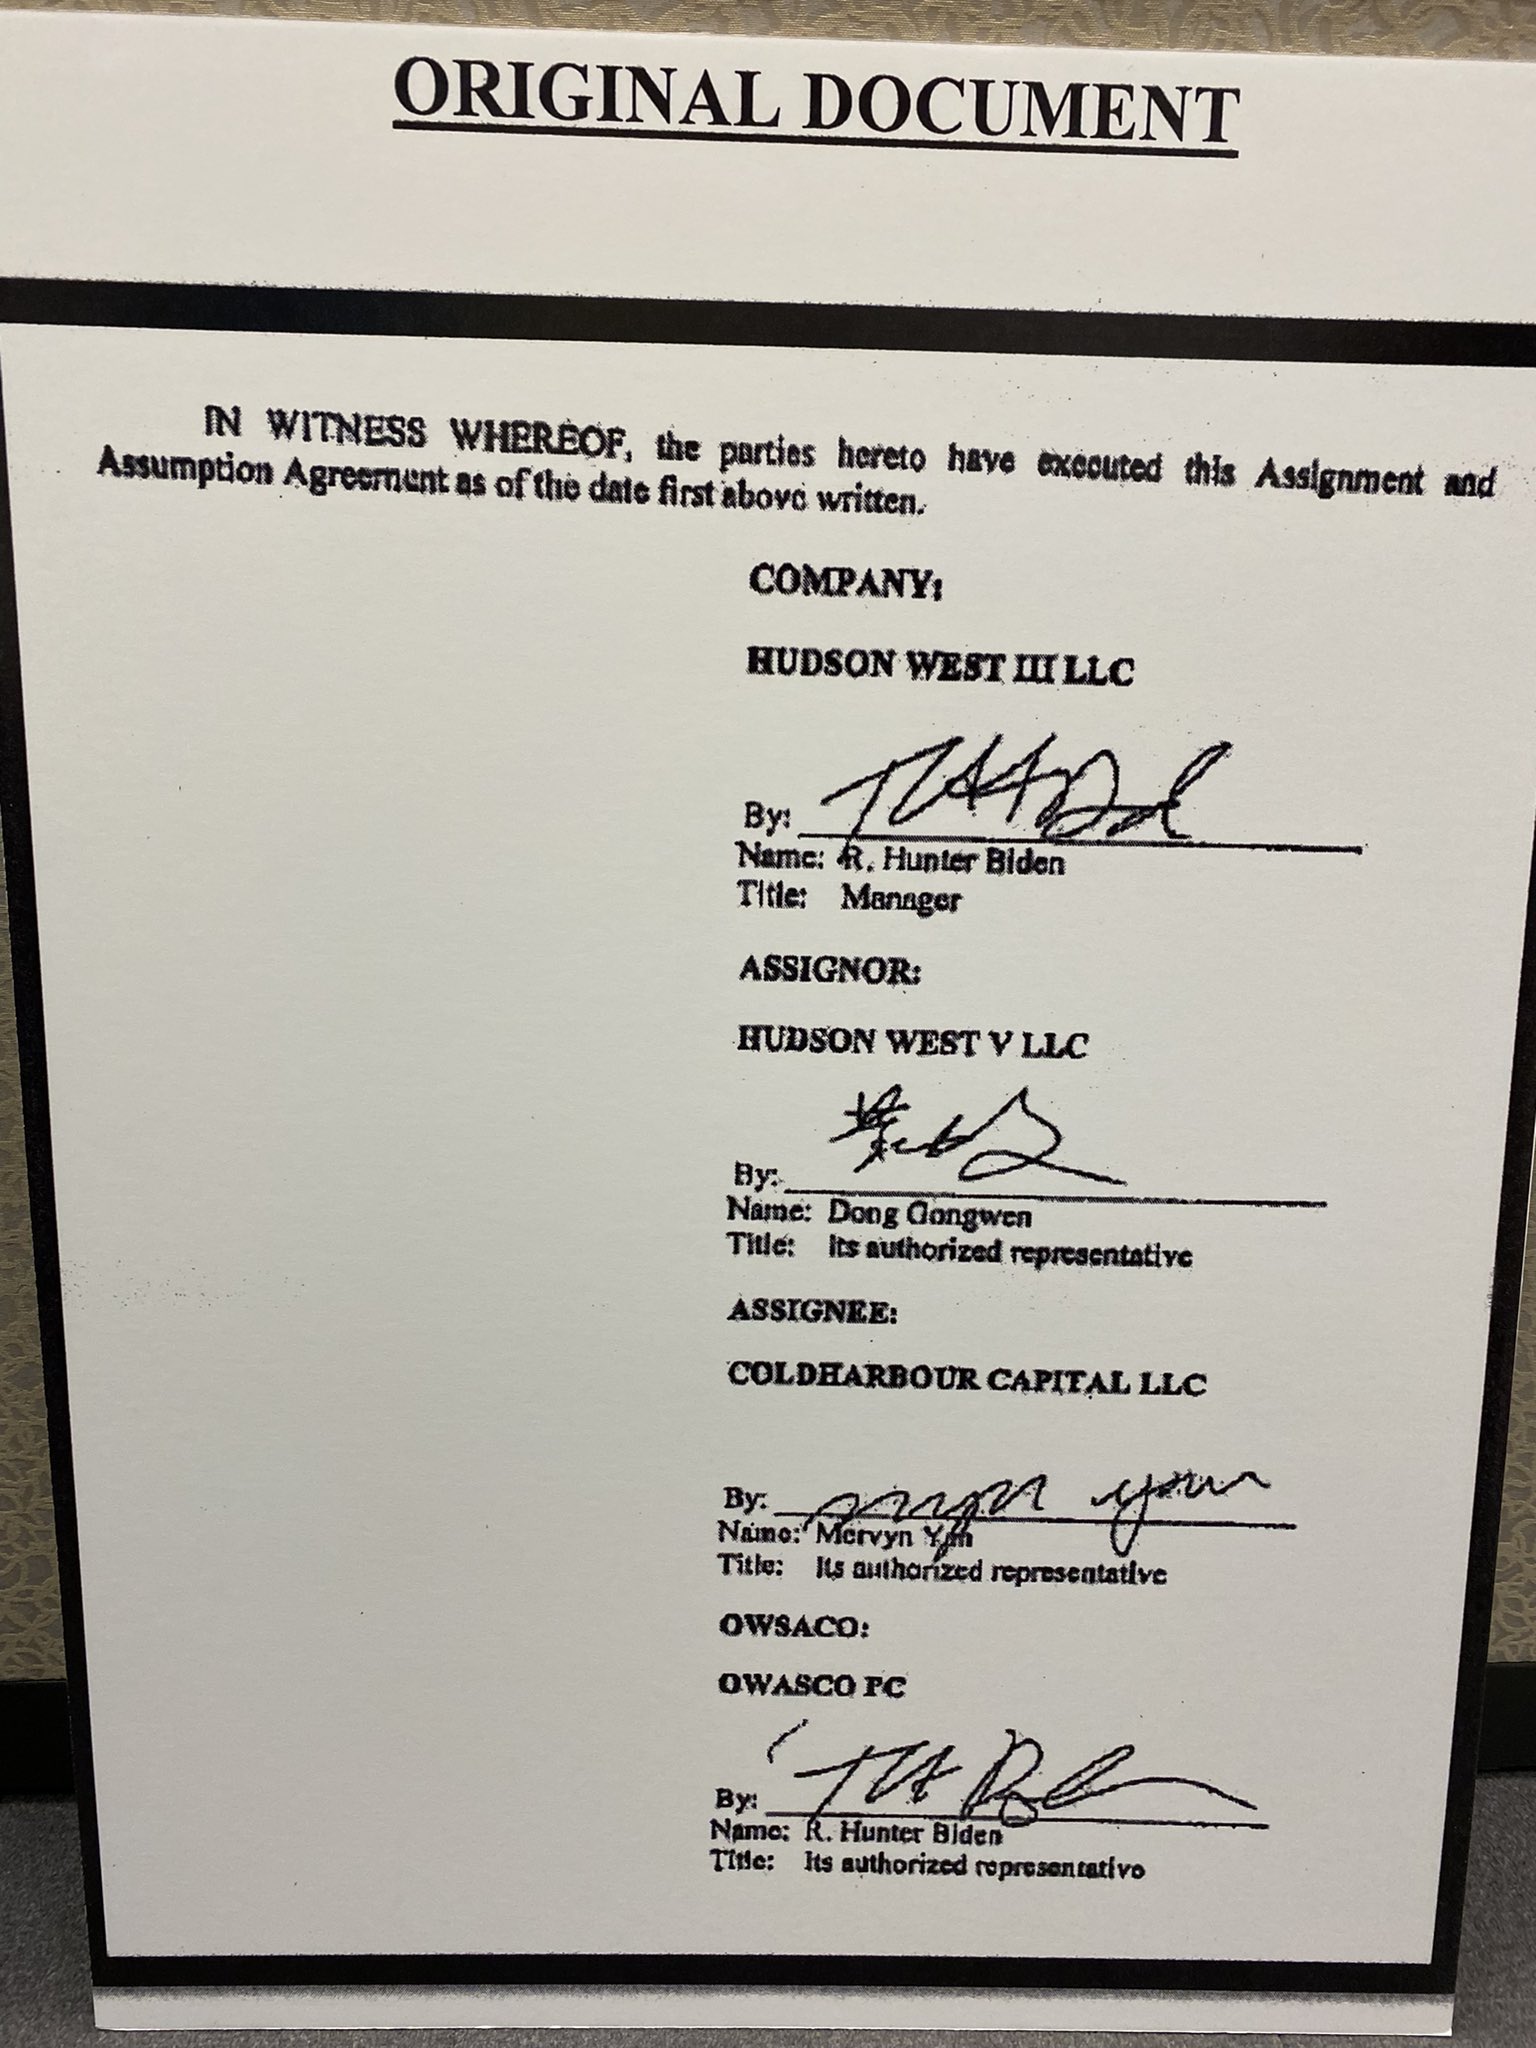 ORIGINAL DOCUMENT
IN WITNESS WHEREOF, the parties hereto have executed this Assignment and
Assumption Agreement as of the date first above written.
COMPANY:
HUDSON WEST III LLC
By:
Name: R. Hunter Biden
Title: Manager
ASSIGNOR:
HUDSON WEST V LLC
By:
Name: Dong Gongwen
Title: Its authorized representative
ASSIGNEE:
COLDHARBOUR CAPITAL LLC
By:
Name: Mervyn Yan
Title: Its authorized representative
OWSACO:
OWASCO PC
By:
Name: R. Hunter Biden
Title: Its authorized representative